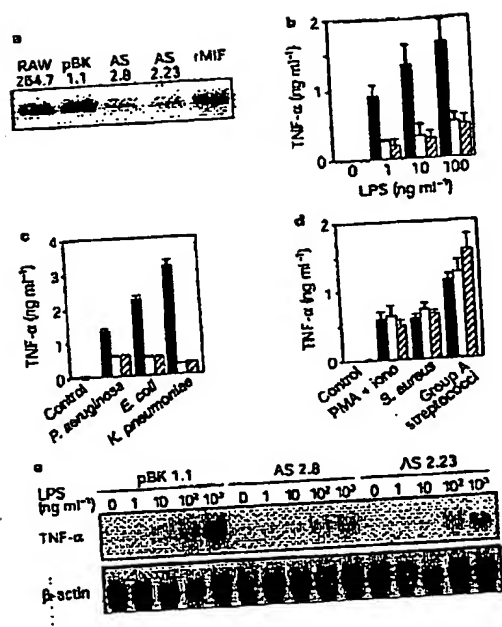 a
RAW pBK AS AS rMIF
264.7 1.1 2.8 2.23
b
TNF-α (ng ml⁻¹)
2
1
0
0 1 10 100
LPS (ng ml⁻¹)
c
TNF-α (ng ml⁻¹)
4
3
2
1
0
Control
P. aeruginosa
E. coli
K. pneumoniae
d
TNF-α (ng ml⁻¹)
2
1
0
Control
PMA + iono
S. aureus
Group A
streptococci
e
pBK 1.1 AS 2.8 AS 2.23
LPS
(ng ml⁻¹)
0 1 10 10² 10³ 0 1 10 10² 10³ 0 1 10 10² 10³
TNF-α
β-actin